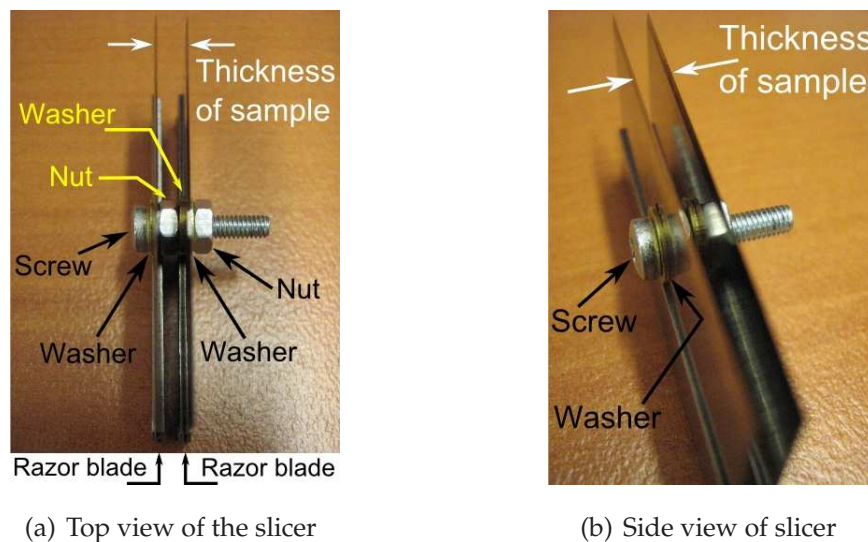 Thickness
of sample
Washer
Nut
Screw
Nut
Washer
Washer
Razor blade
Razor blade
(a) Top view of the slicer
Thickness
of sample
Screw
Washer
(b) Side view of slicer